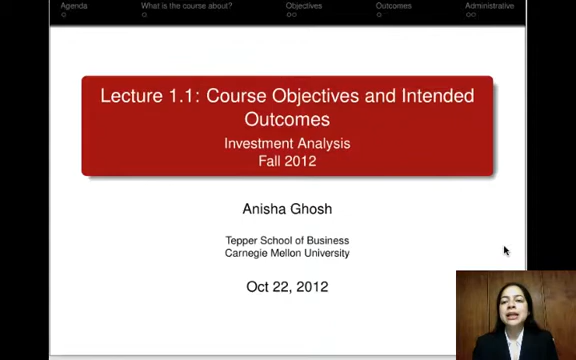 Agenda What is the course about? Objectives Outcomes Administrative
Lecture 1.1: Course Objectives and Intended
Outcomes
Investment Analysis
Fall 2012
Anisha Ghosh
Tepper School of Business
Carnegie Mellon University
Oct 22, 2012